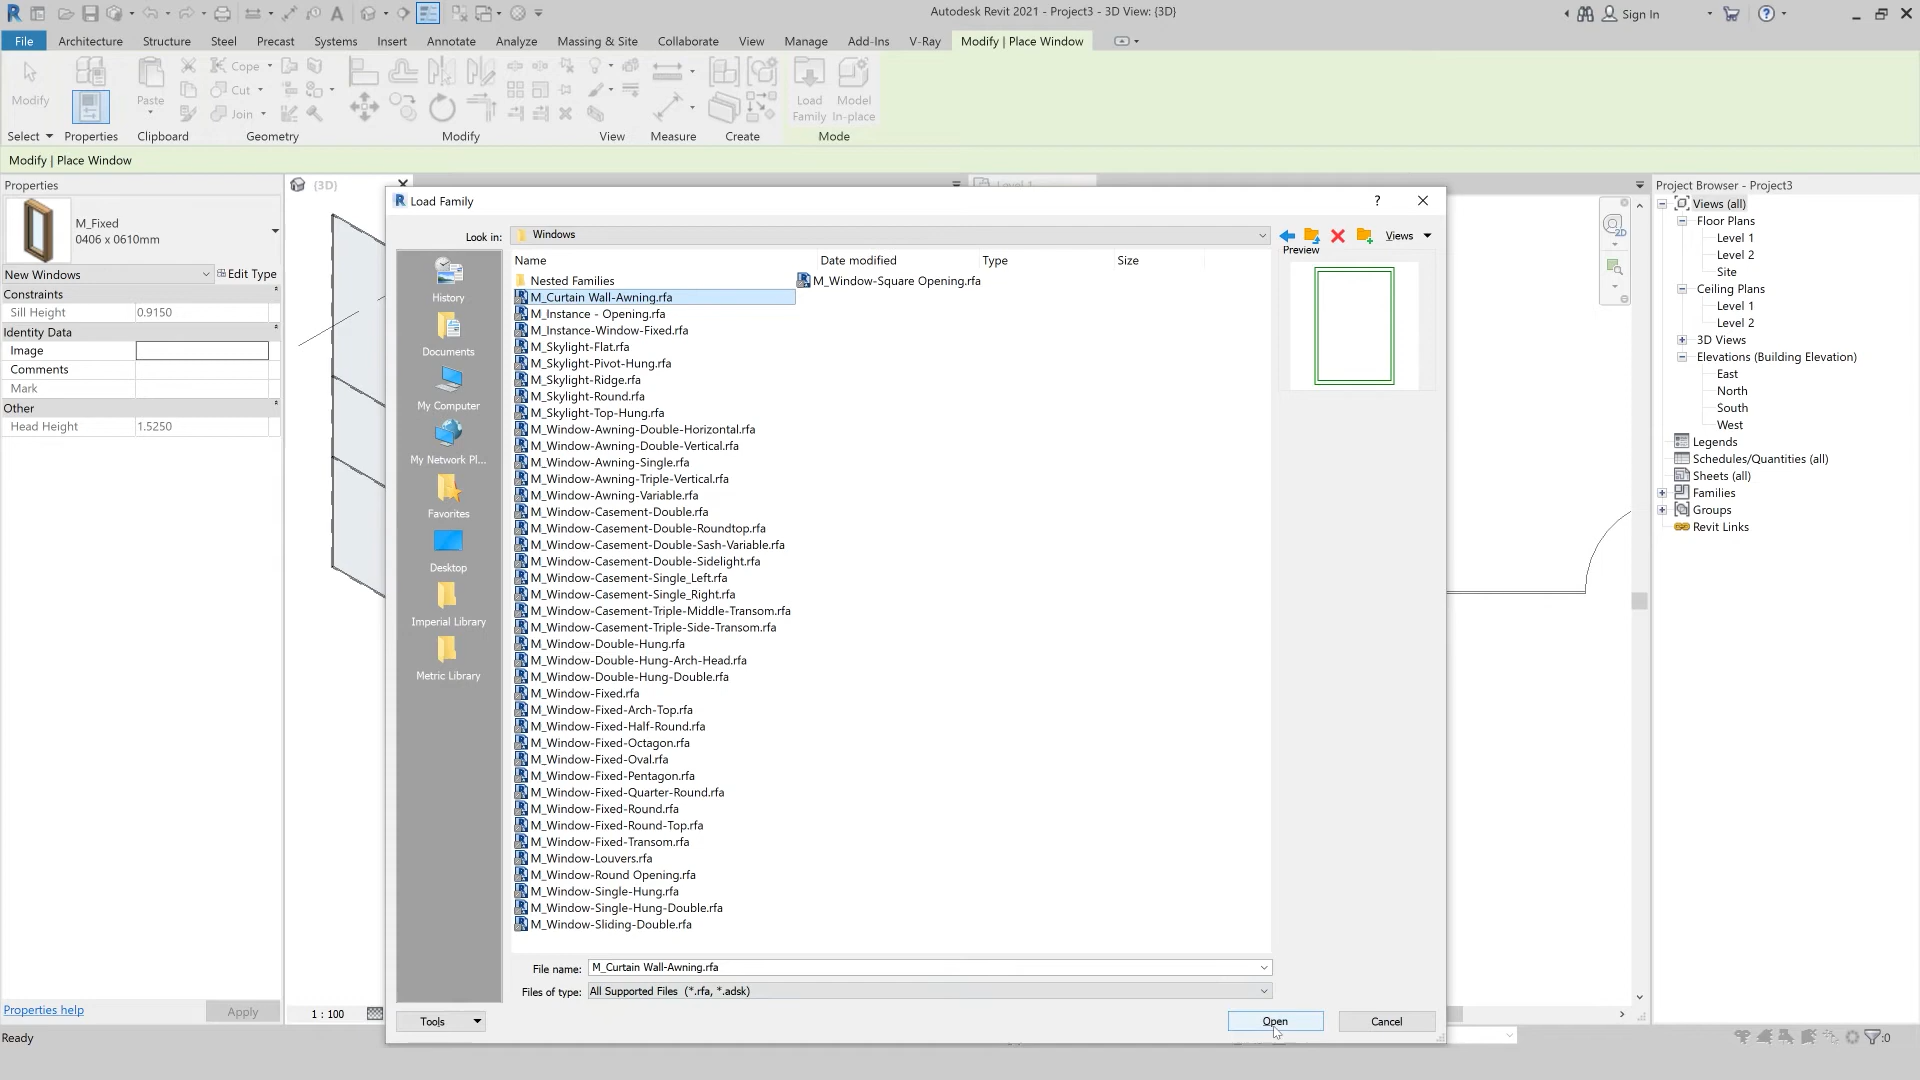 Autodesk Revit 2021 - Project3 - 3D View: {3D}
Sign In
File Architecture Structure Steel Precast Systems Insert Annotate Analyze Massing & Site Collaborate View Manage Add-Ins V-Ray Modify | Place Window
Modify
Paste
Cope
Cut
Join
Load Family
Model In-place
Select Properties Clipboard Geometry Modify View Measure Create Mode
Modify | Place Window
Properties
M_Fixed
0406 x 0610mm
New Windows
Edit Type
Constraints
Sill Height 0.9150
Identity Data
Image
Comments
Mark
Other
Head Height 1.5250
Properties help
Apply
Ready
{3D}
Level 1
1 : 100
Load Family
Look in: Windows
Views
History
Documents
My Computer
My Network Pl...
Favorites
Desktop
Imperial Library
Metric Library
Name Date modified Type Size
Nested Families
M_Curtain Wall-Awning.rfa
M_Instance - Opening.rfa
M_Instance-Window-Fixed.rfa
M_Skylight-Flat.rfa
M_Skylight-Pivot-Hung.rfa
M_Skylight-Ridge.rfa
M_Skylight-Round.rfa
M_Skylight-Top-Hung.rfa
M_Window-Awning-Double-Horizontal.rfa
M_Window-Awning-Double-Vertical.rfa
M_Window-Awning-Single.rfa
M_Window-Awning-Triple-Vertical.rfa
M_Window-Awning-Variable.rfa
M_Window-Casement-Double.rfa
M_Window-Casement-Double-Roundtop.rfa
M_Window-Casement-Double-Sash-Variable.rfa
M_Window-Casement-Double-Sidelight.rfa
M_Window-Casement-Single_Left.rfa
M_Window-Casement-Single_Right.rfa
M_Window-Casement-Triple-Middle-Transom.rfa
M_Window-Casement-Triple-Side-Transom.rfa
M_Window-Double-Hung.rfa
M_Window-Double-Hung-Arch-Head.rfa
M_Window-Double-Hung-Double.rfa
M_Window-Fixed.rfa
M_Window-Fixed-Arch-Top.rfa
M_Window-Fixed-Half-Round.rfa
M_Window-Fixed-Octagon.rfa
M_Window-Fixed-Oval.rfa
M_Window-Fixed-Pentagon.rfa
M_Window-Fixed-Quarter-Round.rfa
M_Window-Fixed-Round.rfa
M_Window-Fixed-Round-Top.rfa
M_Window-Fixed-Transom.rfa
M_Window-Louvers.rfa
M_Window-Round Opening.rfa
M_Window-Single-Hung.rfa
M_Window-Single-Hung-Double.rfa
M_Window-Sliding-Double.rfa
M_Window-Square Opening.rfa
Preview
File name: M_Curtain Wall-Awning.rfa
Files of type: All Supported Files (*.rfa, *.adsk)
Tools
Open
Cancel
Project Browser - Project3
Views (all)
Floor Plans
Level 1
Level 2
Site
Ceiling Plans
Level 1
Level 2
3D Views
Elevations (Building Elevation)
East
North
South
West
Legends
Schedules/Quantities (all)
Sheets (all)
Families
Groups
Revit Links
:0